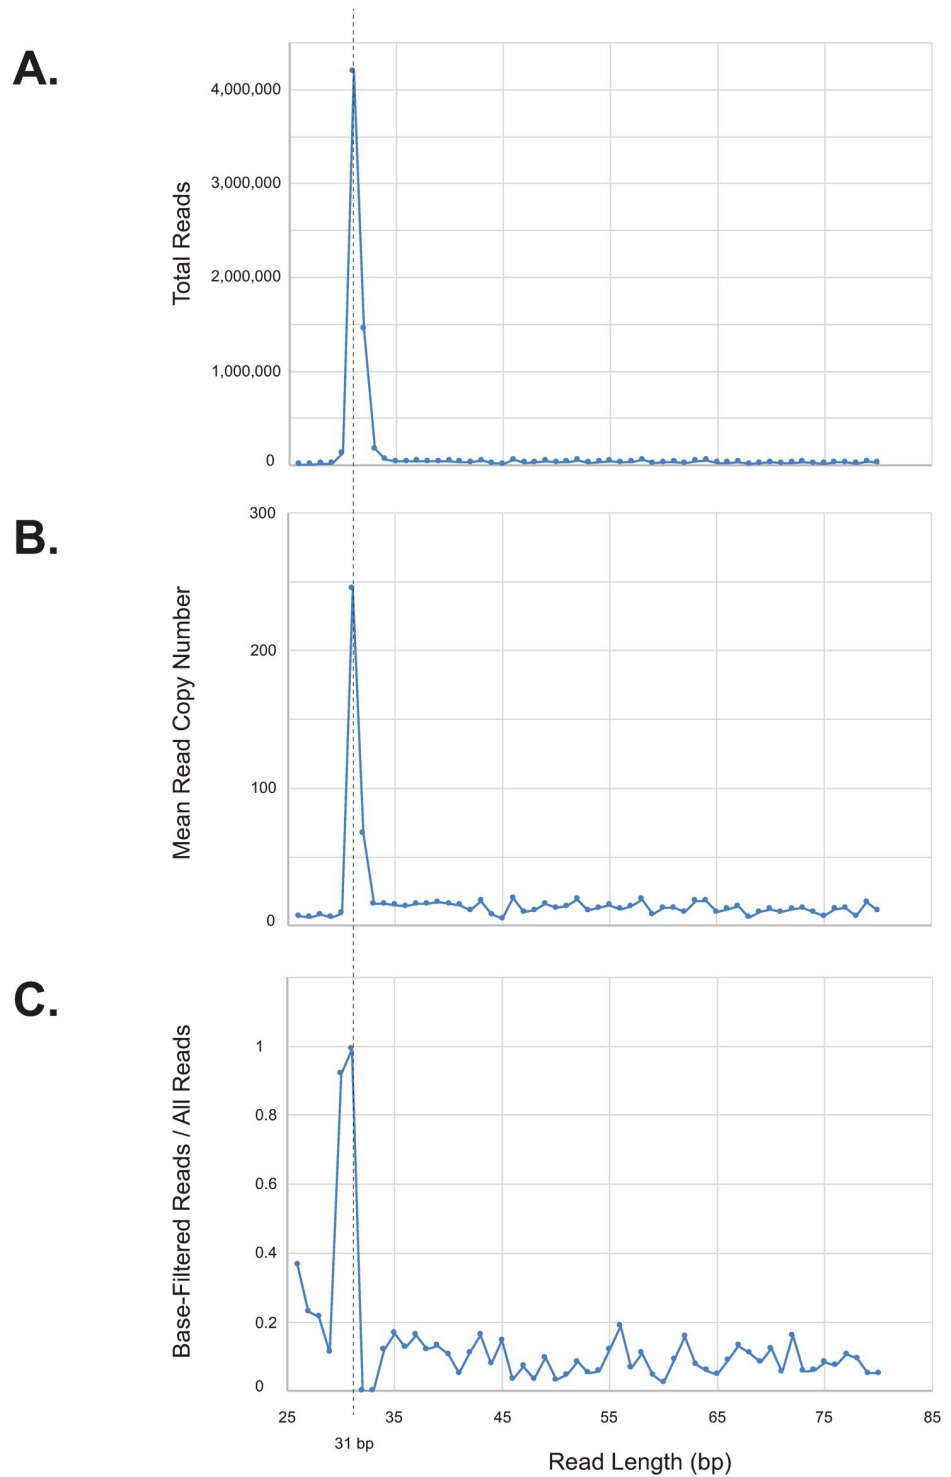 A.
Total Reads
4,000,000
3,000,000
2,000,000
1,000,000
0
B.
Mean Read Copy Number
300
200
100
0
C.
Base-Filtered Reads / All Reads
1
0.8
0.6
0.4
0.2
0
25 35 45 55 65 75 85
31 bp
Read Length (bp)